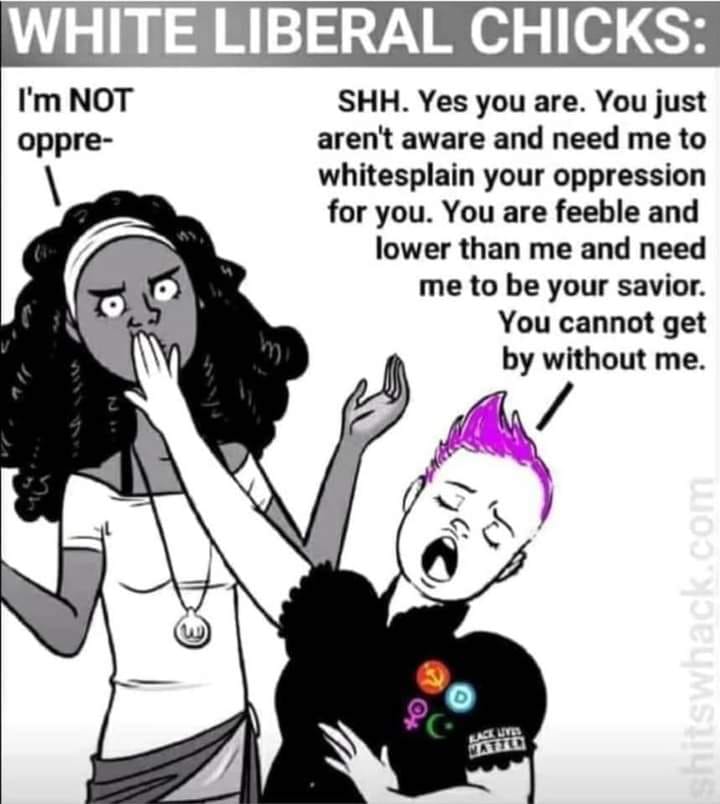 WHITE LIBERAL CHICKS:
I'm NOT
oppre-
SHH. Yes you are. You just
aren't aware and need me to
whitesplain your oppression
for you. You are feeble and
lower than me and need
me to be your savior.
You cannot get
by without me.
W
D
LACK LIVES
MATTER
shitswhack.com